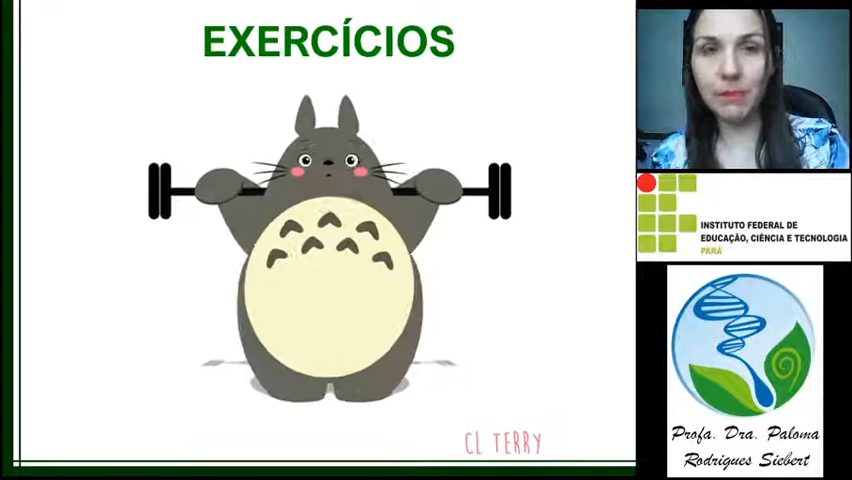 EXERCÍCIOS
CL TERRY
INSTITUTO FEDERAL DE
EDUCAÇÃO, CIÊNCIA E TECNOLOGIA
PARÁ
Profa. Dra. Paloma
Rodrigues Siebert